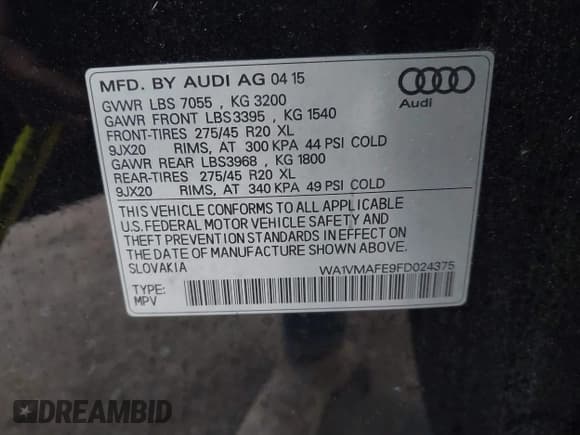 MFD. BY AUDI AG 04 15
GVWR LBS 7055 , KG 3200
GAWR FRONT LBS3395 , KG 1540
FRONT-TIRES 275/45 R20 XL
9JX20 RIMS, AT 300 KPA 44 PSI COLD
GAWR REAR LBS3968 , KG 1800
REAR-TIRES 275/45 R20 XL
9JX20 RIMS, AT 340 KPA 49 PSI COLD
Audi
THIS VEHICLE CONFORMS TO ALL APPLICABLE
U.S. FEDERAL MOTOR VEHICLE SAFETY AND
THEFT PREVENTION STANDARDS IN EFFECT ON
THE DATE OF MANUFACTURE SHOWN ABOVE.
SLOVAKIA WA1VMAFE9FD024375
TYPE:
MPV
DREAMBID